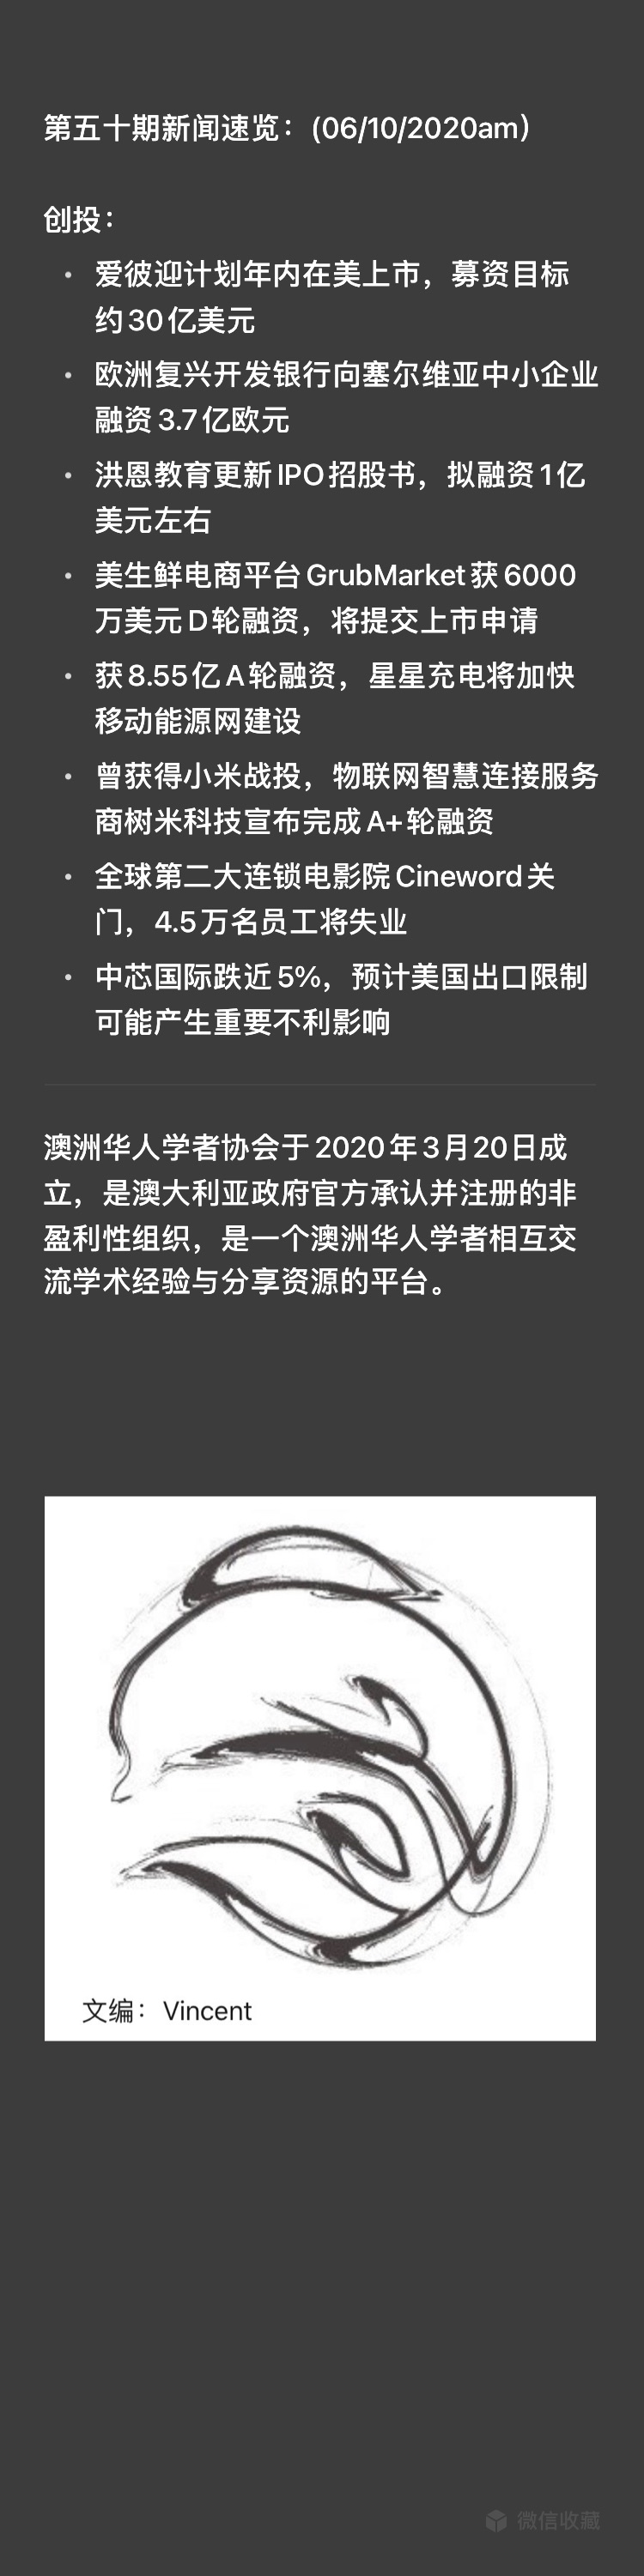 第五十期新闻速览：(06/10/2020am）
创投：
• 爱彼迎计划年内在美上市，募资目标
约30亿美元
• 欧洲复兴开发银行向塞尔维亚中小企业
融资3.7亿欧元
• 洪恩教育更新IPO招股书，拟融资1亿
美元左右
• 美生鲜电商平台GrubMarket获6000
万美元D轮融资，将提交上市申请
• 获8.55亿A轮融资，星星充电将加快
移动能源网建设
• 曾获得小米战投，物联网智慧连接服务
商树米科技宣布完成A+轮融资
• 全球第二大连锁电影院Cineword关
门，4.5万名员工将失业
• 中芯国际跌近5%，预计美国出口限制
可能产生重要不利影响
澳洲华人学者协会于2020年3月20日成
立，是澳大利亚政府官方承认并注册的非
盈利性组织，是一个澳洲华人学者相互交
流学术经验与分享资源的平台。
文编：Vincent
微信收藏